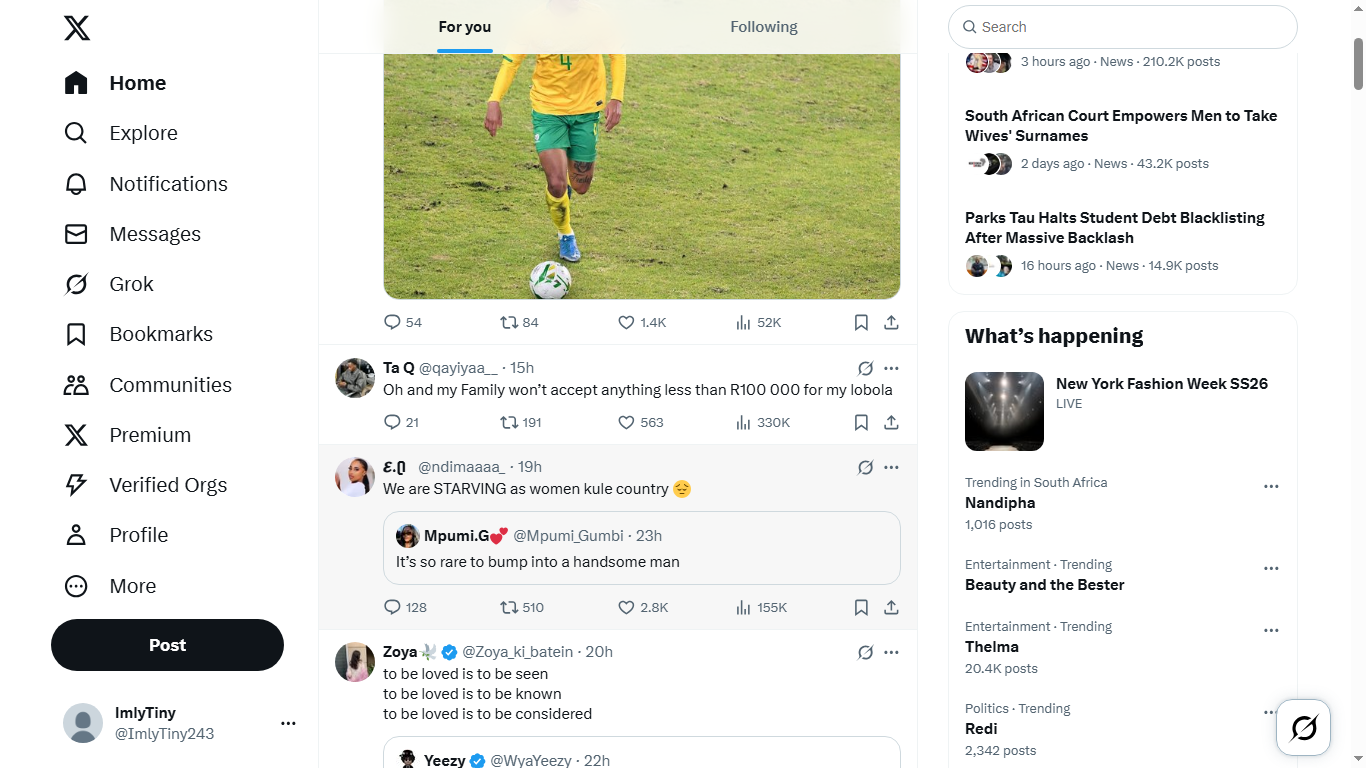 Home
Explore
Notifications
Messages
Grok
Bookmarks
Communities
Premium
Verified Orgs
Profile
More
Post
ImlyTiny
@ImlyTiny243
For you
Following
4
54
84
1.4K
52K
Ta Q @qayiyaa__ · 15h
Oh and my Family won’t accept anything less than R100 000 for my lobola
21
191
563
330K
@ndimaaaa_ · 19h
We are STARVING as women kule country 😔
Mpumi.G💕 @Mpumi_Gumbi · 23h
It’s so rare to bump into a handsome man
128
510
2.8K
155K
Zoya🕊️ @Zoya_ki_batein · 20h
to be loved is to be seen
to be loved is to be known
to be loved is to be considered
Yeezy @WyaYeezy · 22h
Search
3 hours ago · News · 210.2K posts
South African Court Empowers Men to Take
Wives' Surnames
2 days ago · News · 43.2K posts
Parks Tau Halts Student Debt Blacklisting
After Massive Backlash
16 hours ago · News · 14.9K posts
What’s happening
New York Fashion Week SS26
LIVE
Trending in South Africa
Nandipha
1,016 posts
Entertainment · Trending
Beauty and the Bester
Entertainment · Trending
Thelma
20.4K posts
Politics · Trending
Redi
2,342 posts